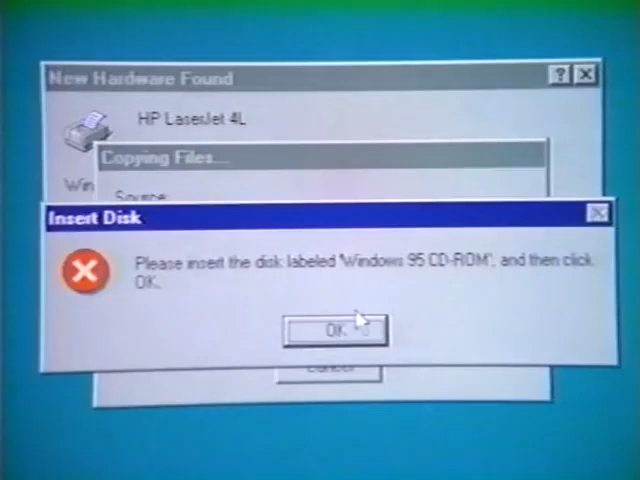 New Hardware Found
HP LaserJet 4L
Copying Files...
Win
Source:
Insert Disk
Please insert the disk labeled 'Windows 95 CD-ROM', and then click
OK.
OK
Cancel